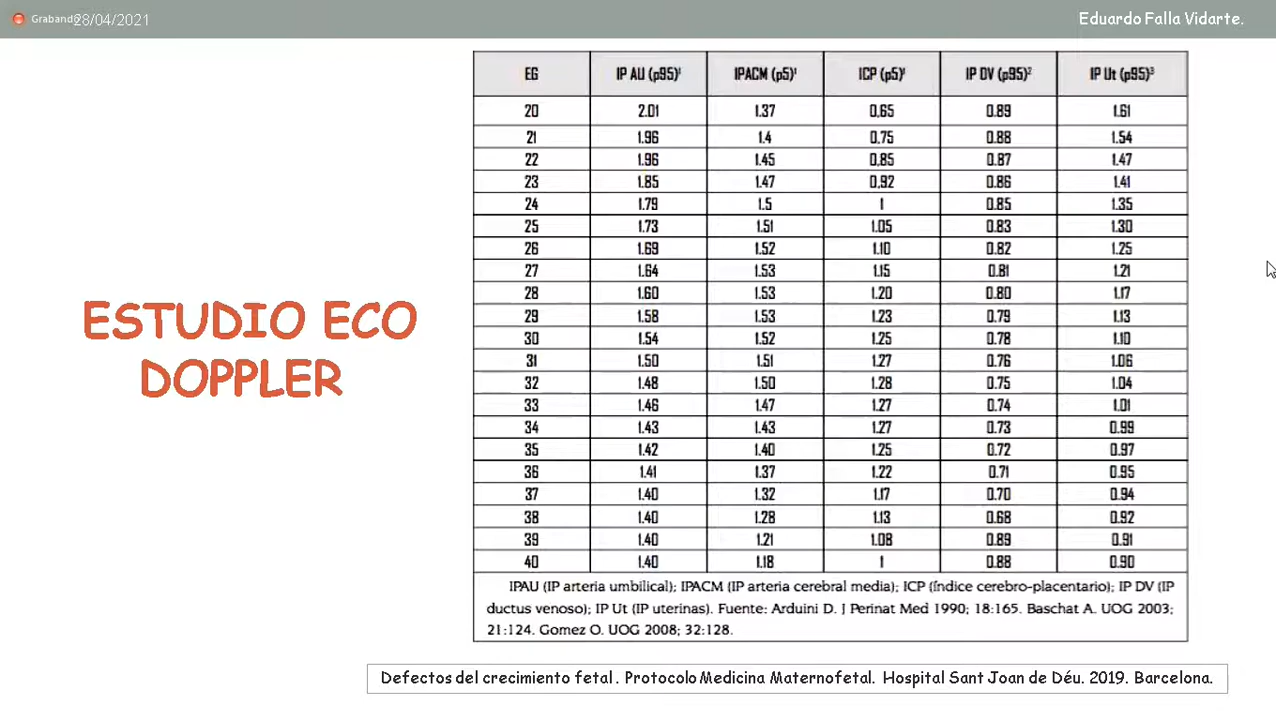 Grabando
28/04/2021
Eduardo Falla Vidarte.
ESTUDIO ECO
DOPPLER
EG IP AU (p95)¹ IPACM (p5)¹ ICP (p5)¹ IP DV (p95)² IP Ut (p95)³
20 2.01 1.37 0.65 0.89 1.61
21 1.96 1.4 0.75 0.88 1.54
22 1.96 1.45 0.85 0.87 1.47
23 1.85 1.47 0.92 0.86 1.41
24 1.79 1.5 1 0.85 1.35
25 1.73 1.51 1.05 0.83 1.30
26 1.69 1.52 1.10 0.82 1.25
27 1.64 1.53 1.15 0.81 1.21
28 1.60 1.53 1.20 0.80 1.17
29 1.58 1.53 1.23 0.79 1.13
30 1.54 1.52 1.25 0.78 1.10
31 1.50 1.51 1.27 0.76 1.06
32 1.48 1.50 1.28 0.75 1.04
33 1.46 1.47 1.27 0.74 1.01
34 1.43 1.43 1.27 0.73 0.99
35 1.42 1.40 1.25 0.72 0.97
36 1.41 1.37 1.22 0.71 0.95
37 1.40 1.32 1.17 0.70 0.94
38 1.40 1.28 1.13 0.68 0.92
39 1.40 1.21 1.08 0.89 0.91
40 1.40 1.18 1 0.88 0.90
IPAU (IP arteria umbilical); IPACM (IP arteria cerebral media); ICP (índice cerebro-placentario); IP DV (IP
ductus venoso); IP Ut (IP uterinas). Fuente: Arduini D. J Perinat Med 1990; 18:165. Baschat A. UOG 2003;
21:124. Gomez O. UOG 2008; 32:128.
Defectos del crecimiento fetal . Protocolo Medicina Maternofetal. Hospital Sant Joan de Déu. 2019. Barcelona.